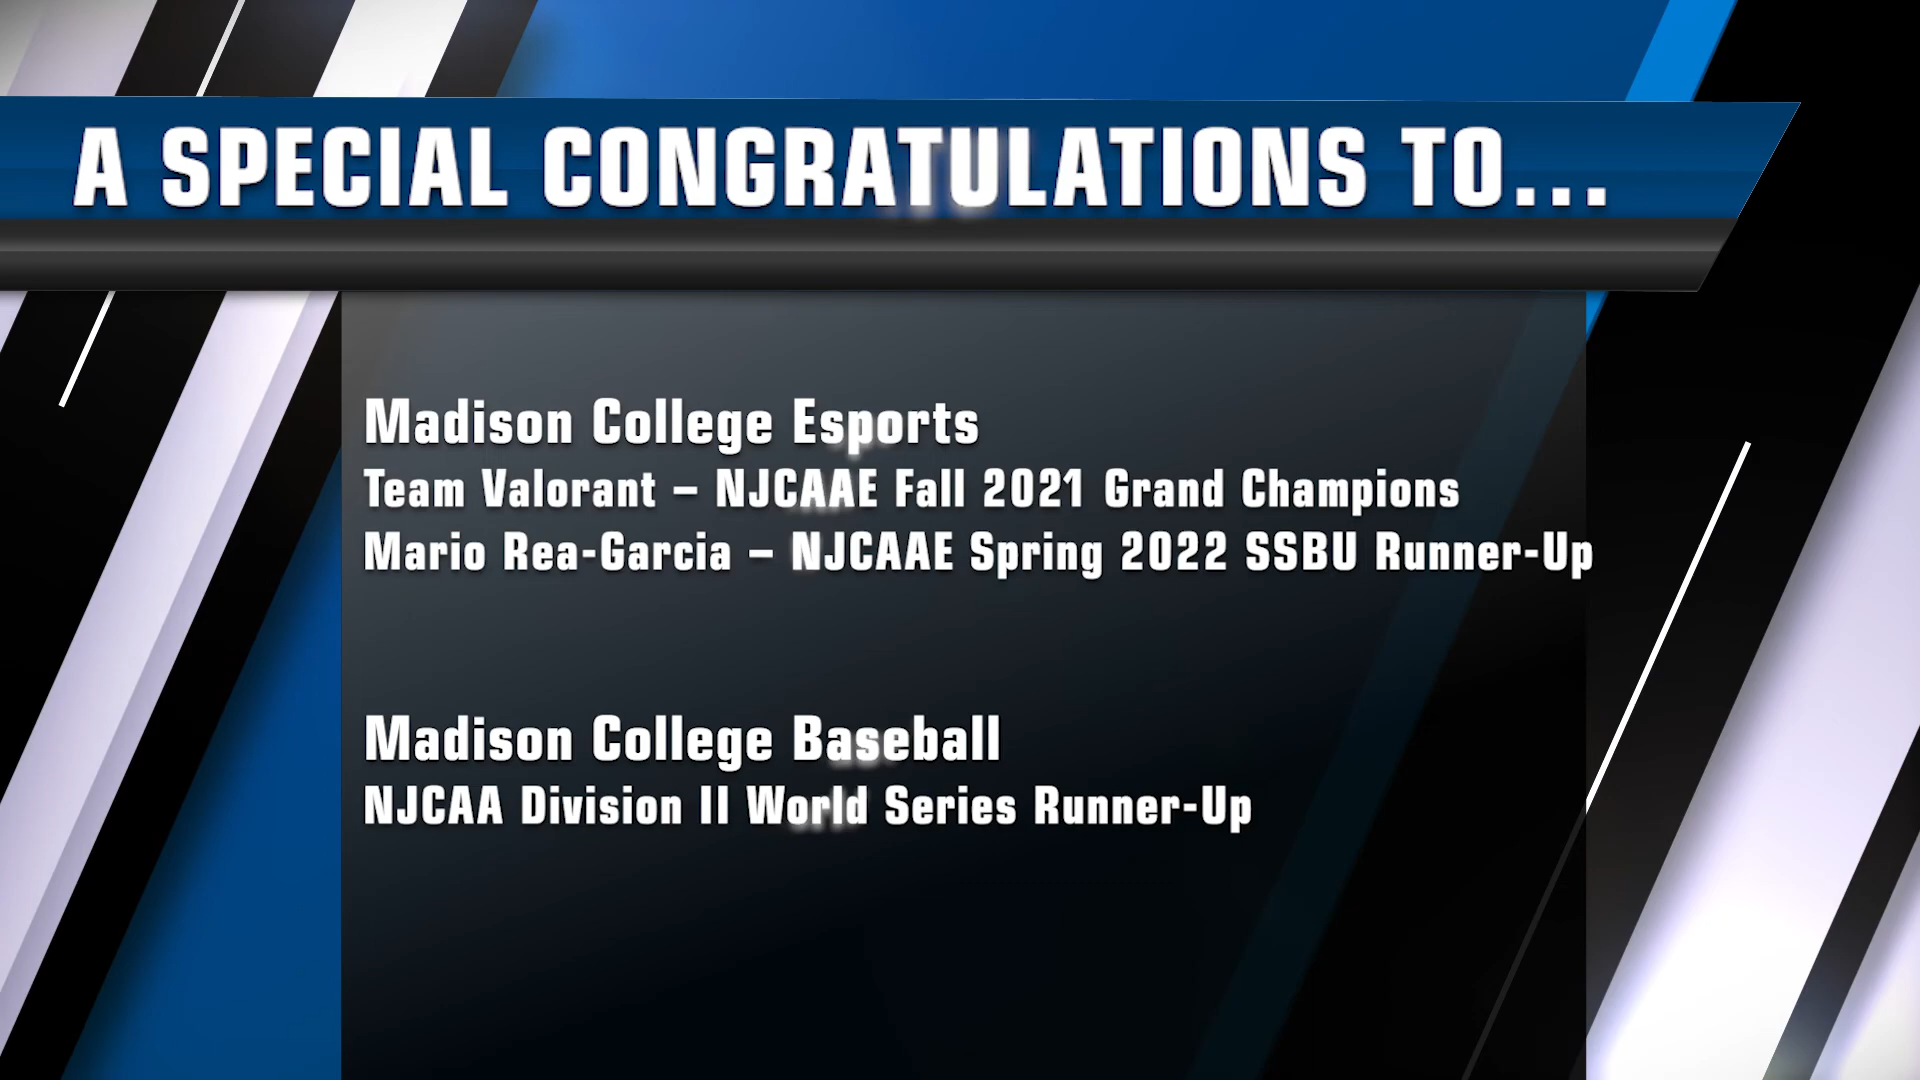 A SPECIAL CONGRATULATIONS TO...
Madison College Esports
Team Valorant – NJCAAE Fall 2021 Grand Champions
Mario Rea-Garcia – NJCAAE Spring 2022 SSBU Runner-Up
Madison College Baseball
NJCAA Division II World Series Runner-Up